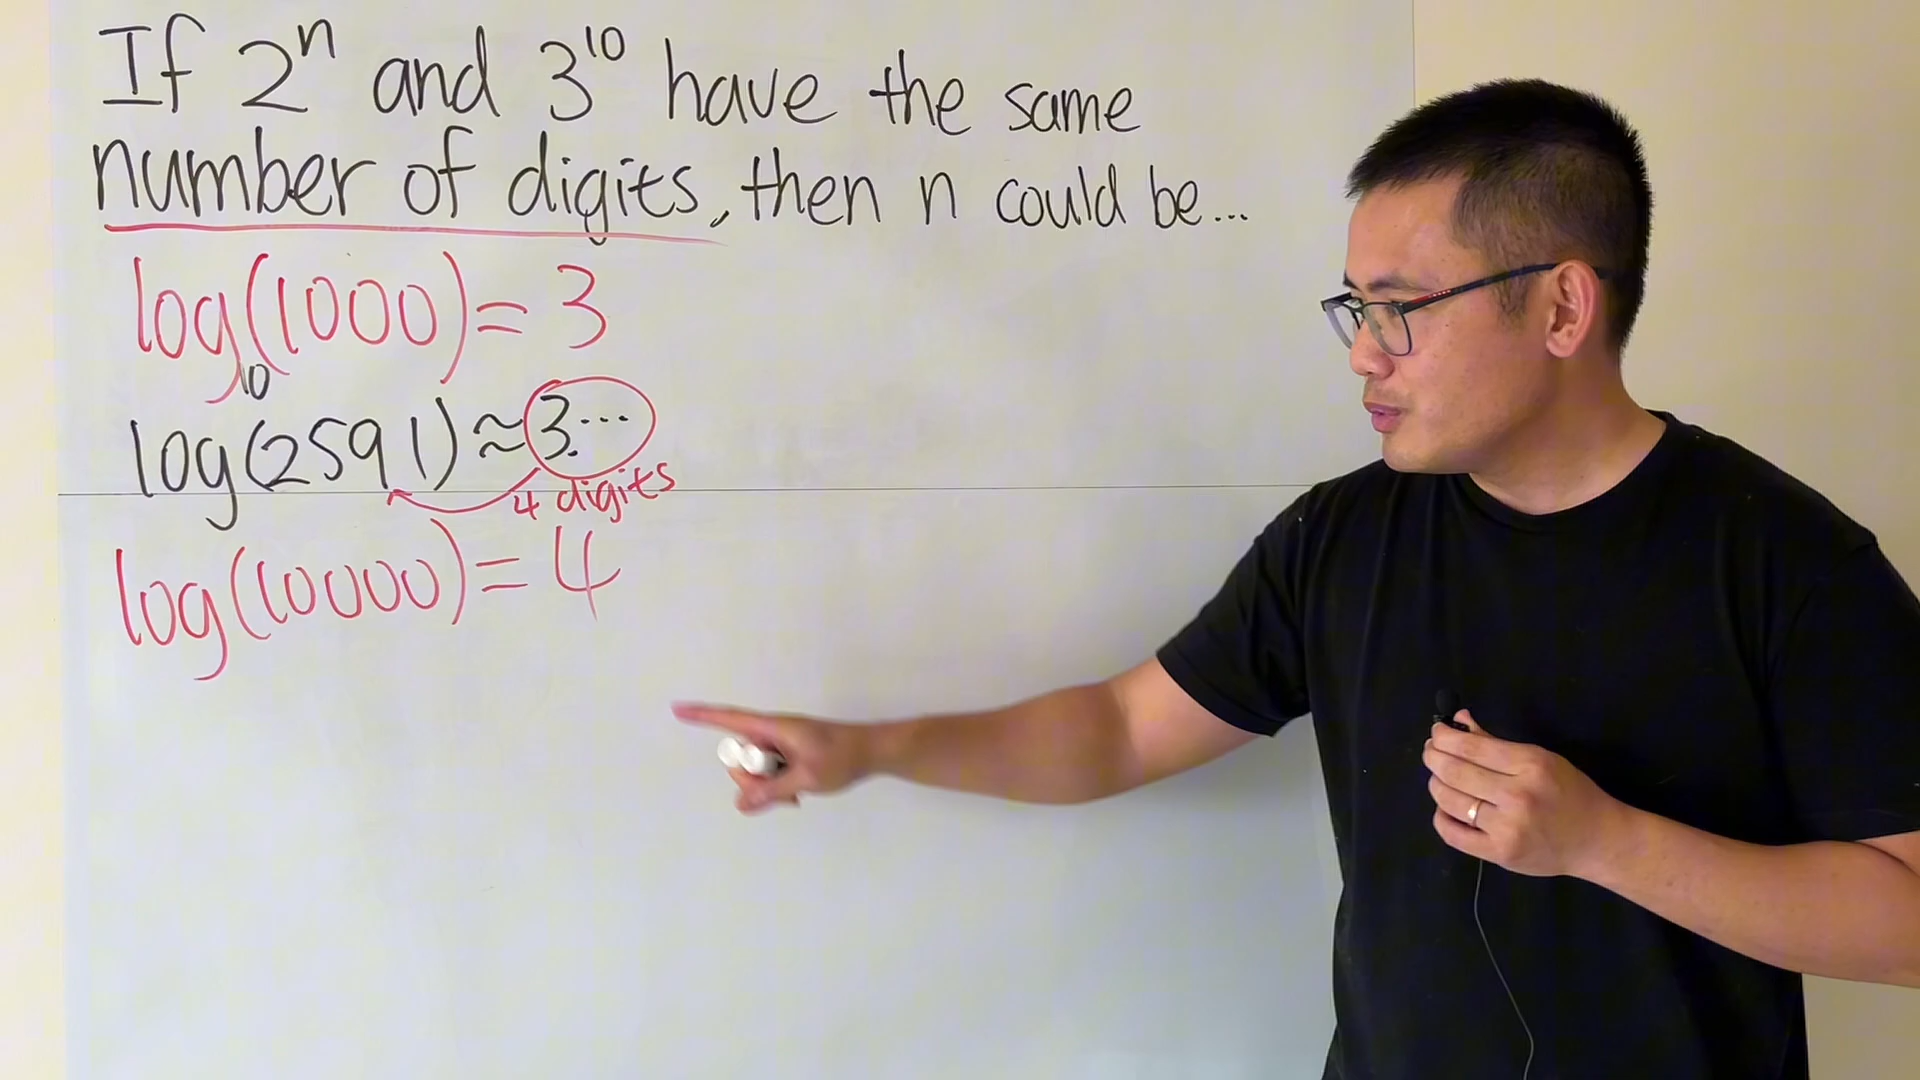 If 2ⁿ and 3¹⁰ have the same
number of digits, then n could be...
log₁₀(1000) = 3
log(2591) ≈ 3.…
4 digits
log(10000) = 4